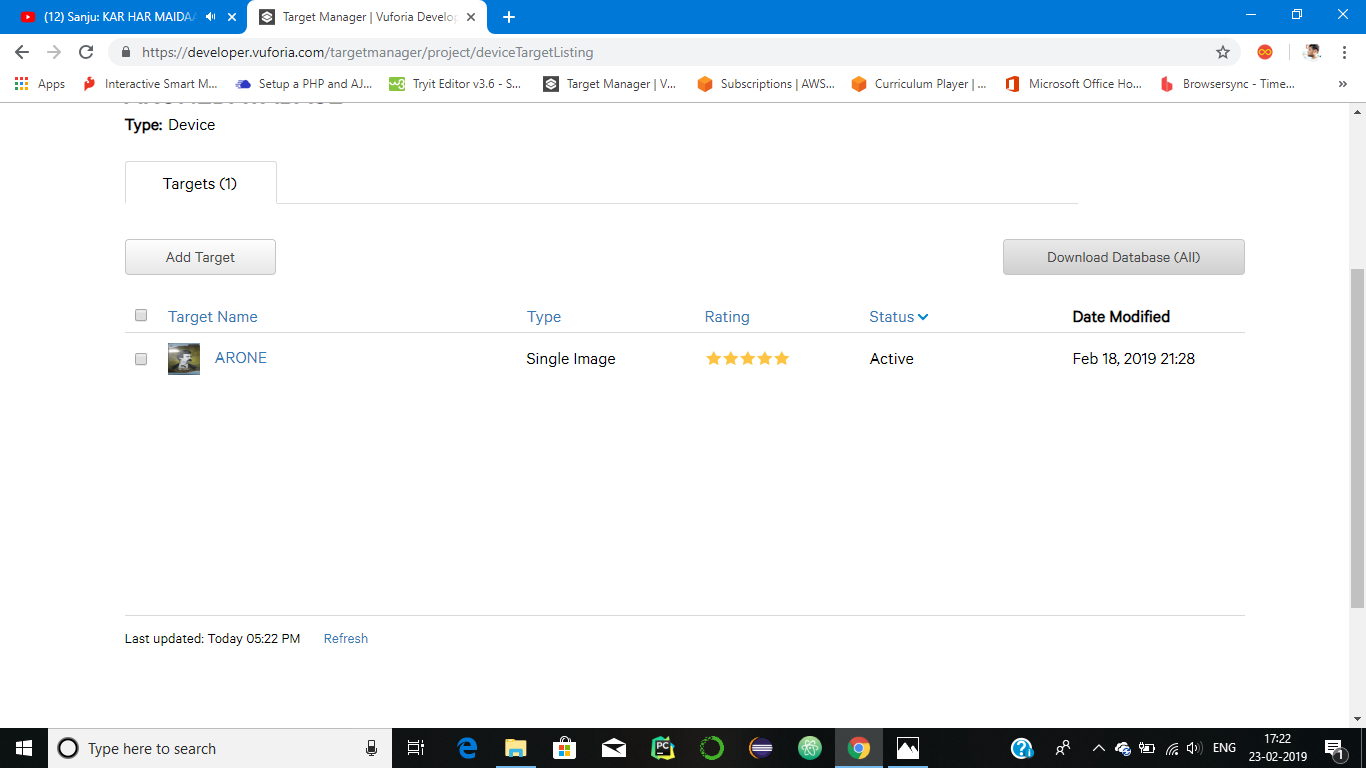 (12) Sanju: KAR HAR MAIDA
Target Manager | Vuforia Develop
https://developer.vuforia.com/targetmanager/project/deviceTargetListing
Apps Interactive Smart M... Setup a PHP and AJ... Tryit Editor v3.6 - S... Target Manager | V... Subscriptions | AWS... Curriculum Player | ... Microsoft Office Ho... Browsersync - Time... »
Type: Device
Targets (1)
Add Target Download Database (All)
Target Name Type Rating Status Date Modified
ARONE Single Image Active Feb 18, 2019 21:28
Last updated: Today 05:22 PM Refresh
Type here to search
PC
ENG
17:22
23-02-2019
1